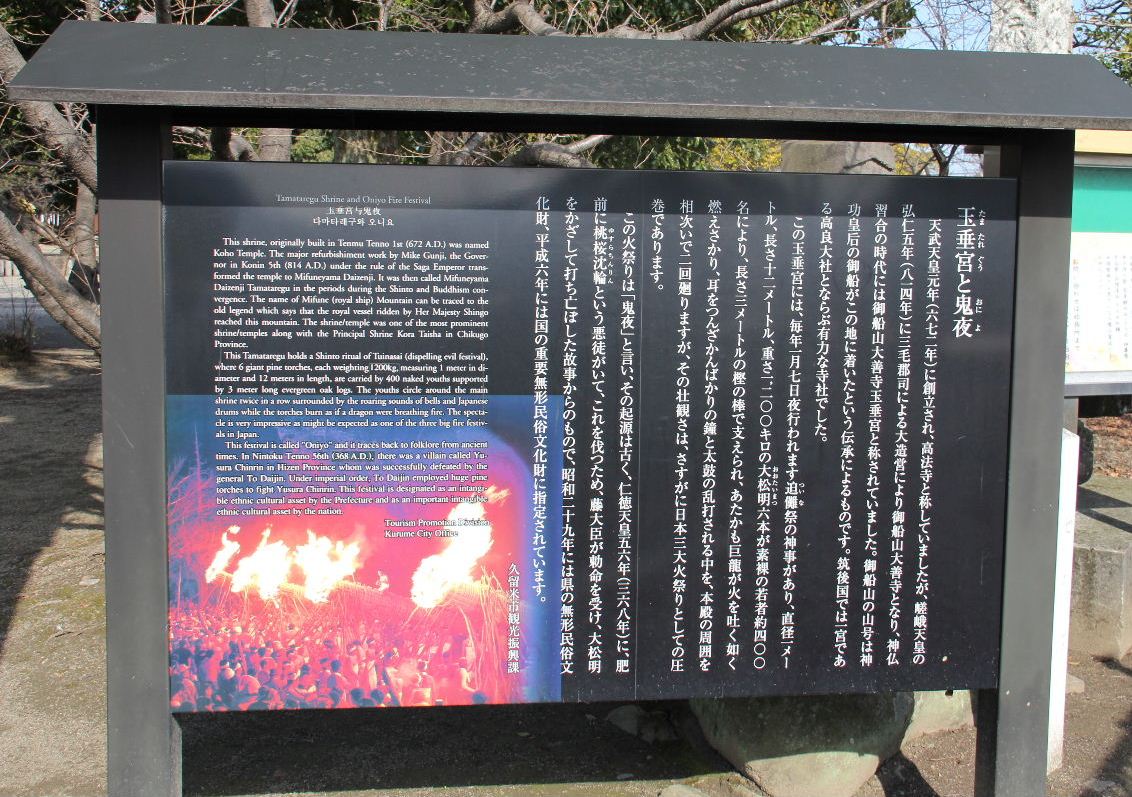 Tamataregu Shrine and Oniyo Fire Festival
玉垂宮与鬼夜
다마타레구와 오니요
This shrine, originally built in Tenmu Tenno 1st (672 A.D.) was named
Koho Temple. The major refurbishment work by Mike Gunji, the Gover-
nor in Konin 5th (814 A.D.) under the rule of the Saga Emperor trans-
formed the temple to Mifuneyama Daizenji. It was then called Mifuneyama
Daizenji Tamataregu in the periods during the Shinto and Buddhism con-
vergence. The name of Mifune (royal ship) Mountain can be traced to the
old legend which says that the royal vessel ridden by Her Majesty Shingo
reached this mountain. The shrine/temple was one of the most prominent
shrine/temples along with the Principal Shrine Kora Taisha in Chikugo
Province.
This Tamataregu holds a Shinto ritual of Tuinasai (dispelling evil festival),
where 6 giant pine torches, each weighting 1200kg, measuring 1 meter in di-
ameter and 12 meters in length, are carried by 400 naked youths supported
by 3 meter long evergreen oak logs. The youths circle around the main
shrine twice in a row surrounded by the roaring sounds of bells and Japanese
drums while the torches burn as if a dragon were breathing fire. The specta-
cle is very impressive as might be expected as one of the three big fire festiv-
als in Japan.
This festival is called "Oniyo" and it traces back to folklore from ancient
times. In Nintoku Tenno 56th (368 A.D.), there was a villain called Yu-
sura Chinrin in Hizen Province whom was successfully defeated by the
general To Daijin. Under imperial order, To Daijin employed huge pine
torches to fight Yusura Chinrin. This festival is designated as an intangi-
ble ethnic cultural asset by the Prefecture and as an important intangible
ethnic cultural asset by the nation.
Tourism Promotion Division
Kurume City Office
玉垂宮と鬼夜
たまたれぐう おによ
天武天皇元年(六七二年)に創立され、高法寺と称していましたが、嵯峨天皇の
弘仁五年(八一四年)に三毛郡司による大造営により御船山大善寺となり、神仏
習合の時代には御船山大善寺玉垂宮と称されていました。御船山の山号は神
功皇后の御船がこの地に着いたという伝承によるものです。筑後国では一宮であ
る高良大社とならぶ有力な寺社でした。
この玉垂宮には、毎年一月七日夜行われます追儺祭の神事があり、直径一メー
ついな
トル、長さ十二メートル、重さ一二〇〇キロの大松明六本が素裸の若者約四〇〇
おおたいまつ
名により、長さ三メートルの樫の棒で支えられ、あたかも巨龍が火を吐く如く
燃えさかり、耳をつんざかんばかりの鐘と太鼓の乱打される中を、本殿の周囲を
相次いで二回廻りますが、その壮観さは、さすがに日本三大火祭りとしての圧
巻であります。
この火祭りは「鬼夜」と言い、その起源は古く、仁徳天皇五六年(三六八年)に、肥
前に桃桜沈輪という悪徒がいて、これを伐つため、藤大臣が勅命を受け、大松明
ゆすらちんりん
をかざして打ち亡ぼした故事からのもので、昭和二十九年には県の無形民俗文
化財、平成六年には国の重要無形民俗文化財に指定されています。
久留米市観光振興課